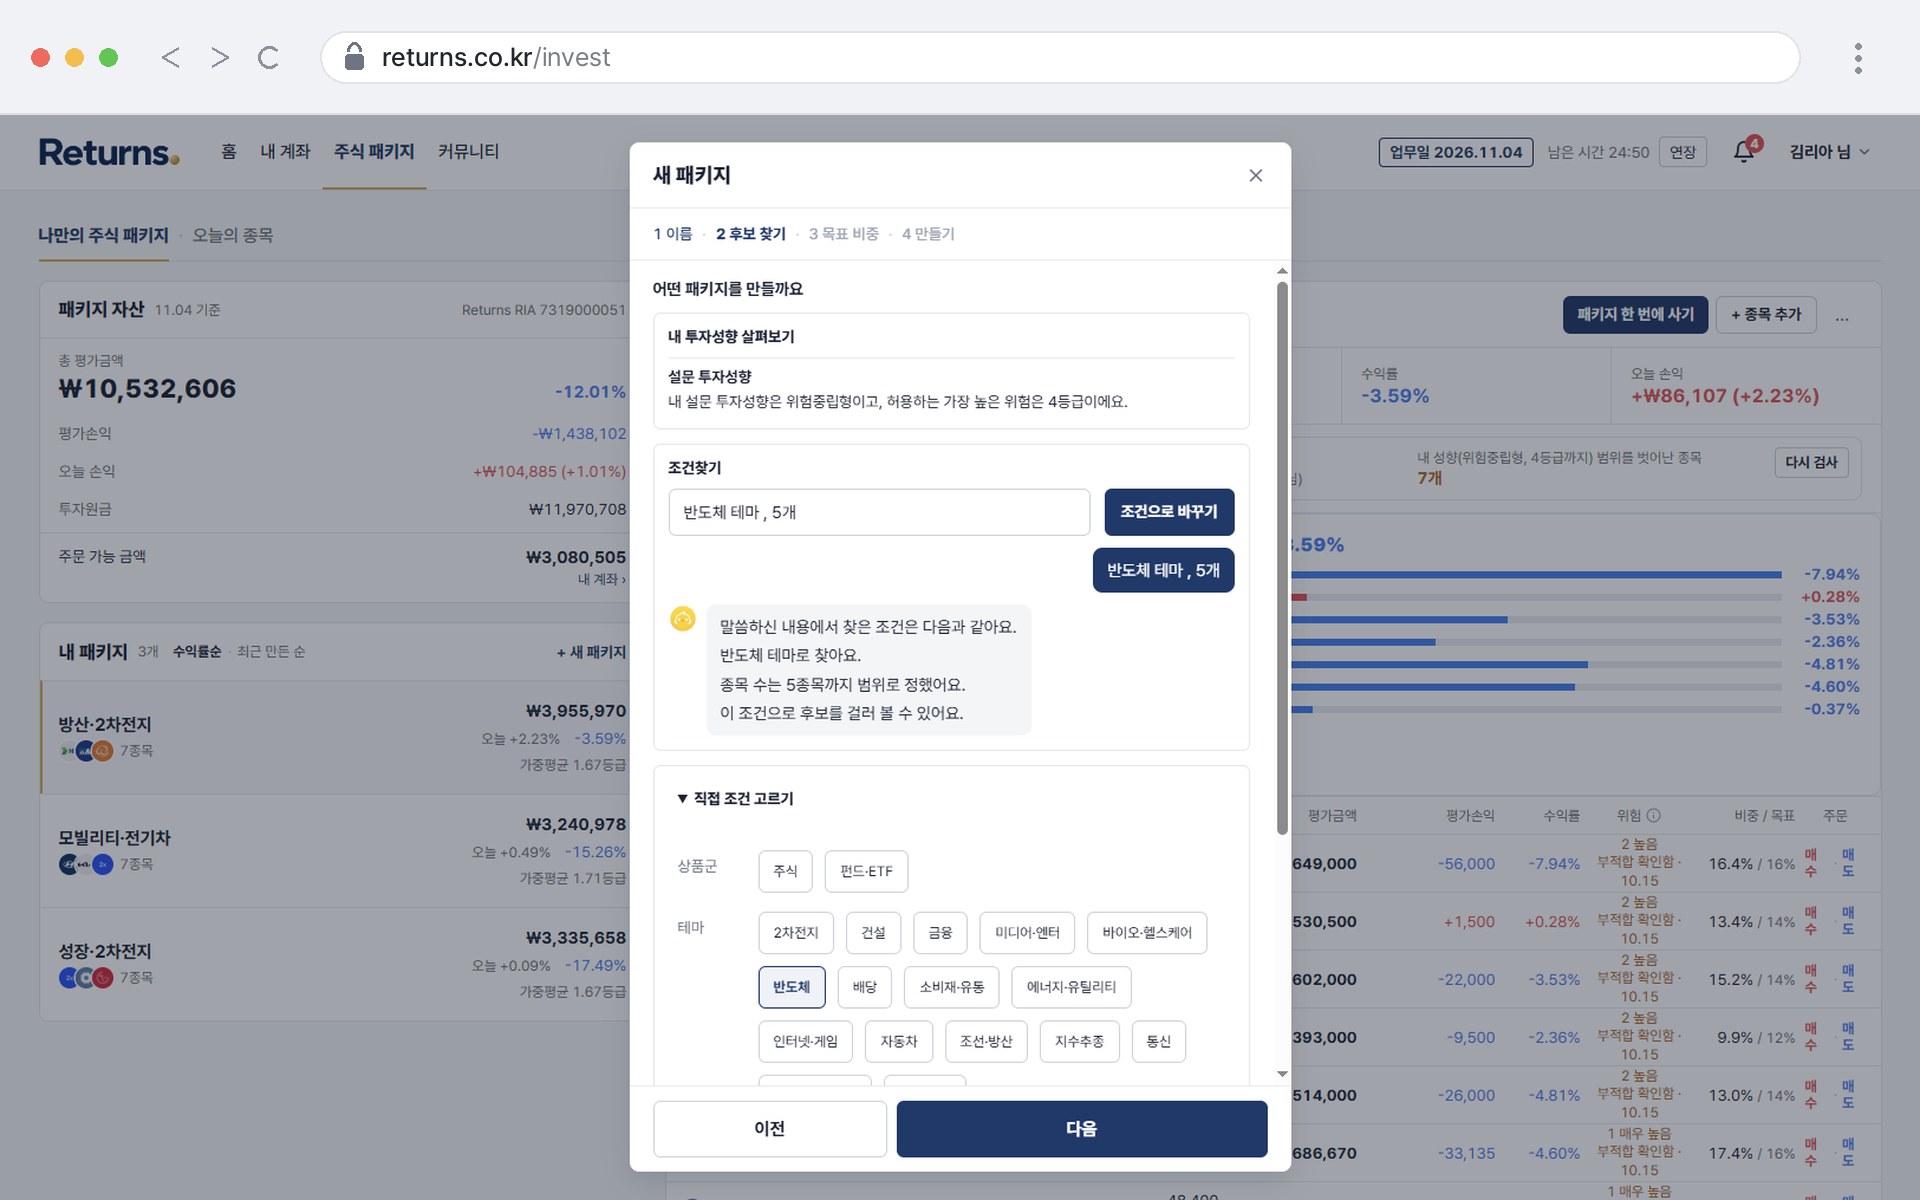 returns.co.kr/invest
Returns.
홈 내 계좌 주식 패키지 커뮤니티
업무일 2026.11.04 남은 시간 24:50 연장 4 김리아 님
나만의 주식 패키지 · 오늘의 종목
패키지 자산 11.04 기준 Returns RIA 7319000051
총 평가금액
₩10,532,606 -12.01%
평가손익 -₩1,438,102
오늘 손익 +₩104,885 (+1.01%)
투자원금 ₩11,970,708
주문 가능 금액 ₩3,080,505
내 계좌 ›
내 패키지 3개 수익률순 · 최근 만든 순 + 새 패키지
방산·2차전지 ₩3,955,970
7종목 오늘 +2.23% -3.59%
가중평균 1.67등급
모빌리티·전기차 ₩3,240,978
7종목 오늘 +0.49% -15.26%
가중평균 1.71등급
성장·2차전지 ₩3,335,658
7종목 오늘 +0.09% -17.49%
가중평균 1.67등급
새 패키지
1 이름 · 2 후보 찾기 · 3 목표 비중 · 4 만들기
어떤 패키지를 만들까요
내 투자성향 살펴보기
설문 투자성향
내 설문 투자성향은 위험중립형이고, 허용하는 가장 높은 위험은 4등급이에요.
조건찾기
반도체 테마 , 5개 조건으로 바꾸기
반도체 테마 , 5개
말씀하신 내용에서 찾은 조건은 다음과 같아요.
반도체 테마로 찾아요.
종목 수는 5종목까지 범위로 정했어요.
이 조건으로 후보를 걸러 볼 수 있어요.
▼ 직접 조건 고르기
상품군 주식 펀드·ETF
테마 2차전지 건설 금융 미디어·엔터 바이오·헬스케어
반도체 배당 소비재·유통 에너지·유틸리티
인터넷·게임 자동차 조선·방산 지수추종 통신
이전 다음
패키지 한 번에 사기 + 종목 추가 ...
수익률 오늘 손익
-3.59% +₩86,107 (+2.23%)
내 성향(위험중립형, 4등급까지) 범위를 벗어난 종목
7개 다시 검사
.59%
-7.94%
+0.28%
-3.53%
-2.36%
-4.81%
-4.60%
-0.37%
평가금액 평가손익 수익률 위험 비중 / 목표 주문
649,000 -56,000 -7.94% 2 높음 부적합 확인함 · 10.15 16.4% / 16% 매수 · 매도
530,500 +1,500 +0.28% 2 높음 부적합 확인함 · 10.15 13.4% / 14% 매수 · 매도
602,000 -22,000 -3.53% 2 높음 부적합 확인함 · 10.15 15.2% / 14% 매수 · 매도
393,000 -9,500 -2.36% 2 높음 부적합 확인함 · 10.15 9.9% / 12% 매수 · 매도
514,000 -26,000 -4.81% 2 높음 부적합 확인함 · 10.15 13.0% / 14% 매수 · 매도
686,670 -33,135 -4.60% 1 매우 높음 부적합 확인함 · 10.15 17.4% / 16% 매수 · 매도
48,400 1 매우 높음